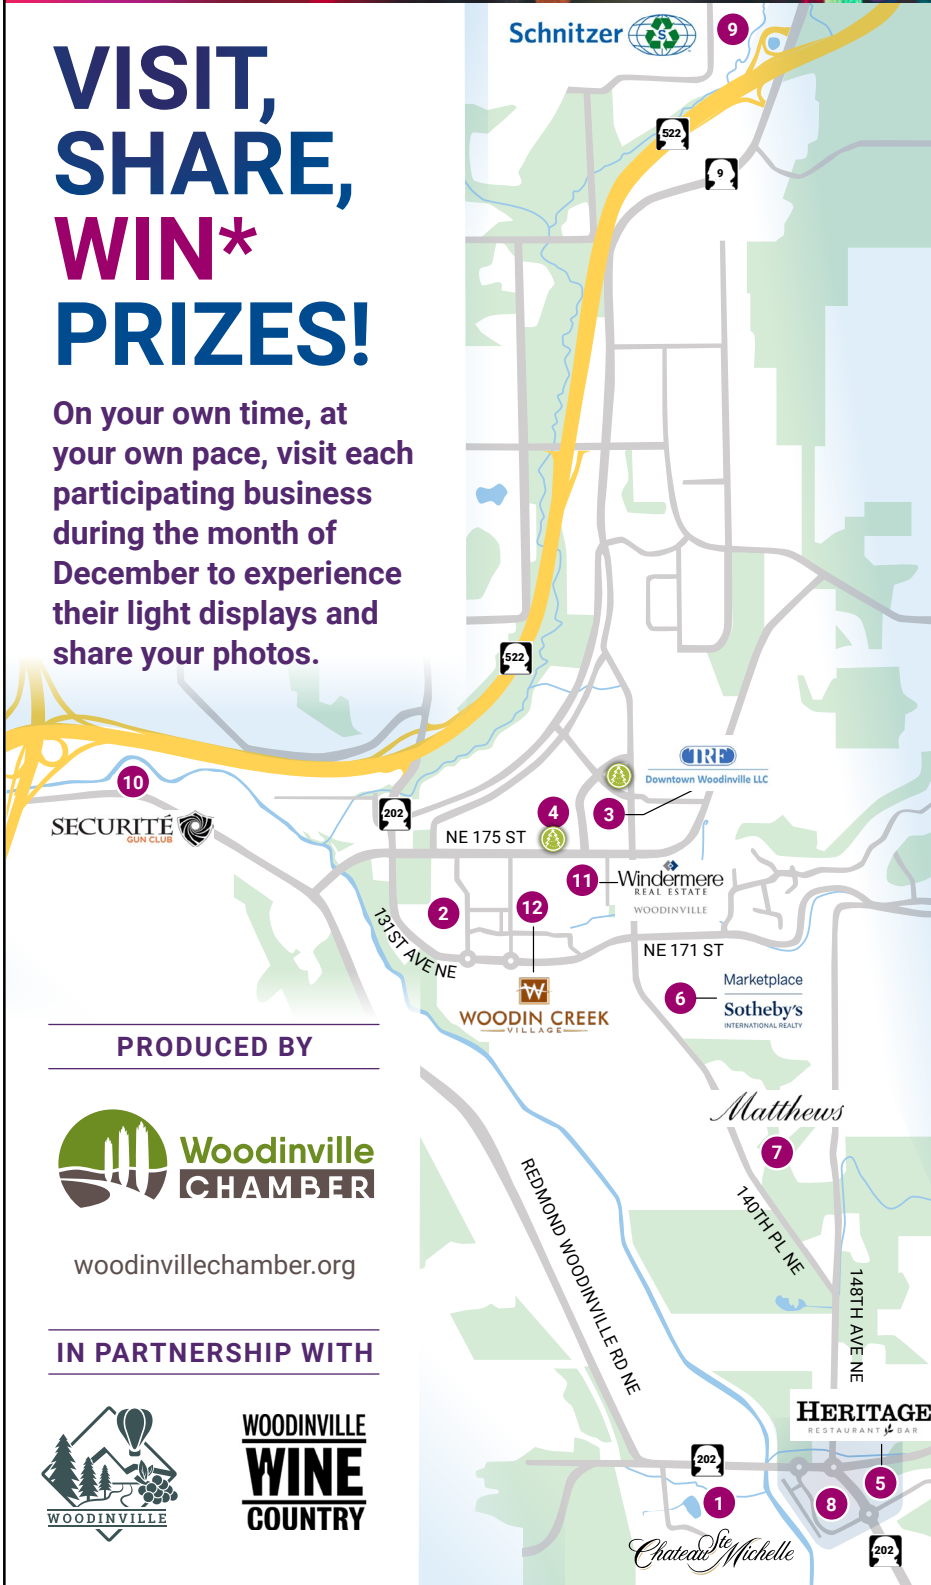 VISIT,
SHARE,
WIN*
PRIZES!
On your own time, at
your own pace, visit each
participating business
during the month of
December to experience
their light displays and
share your photos.
Schnitzer
S
9
522
9
522
10
SECURITÉ
GUN CLUB
202
NE 175 ST
4
3
TRF
Downtown Woodinville LLC
11
Windermere
REAL ESTATE
WOODINVILLE
2
12
131ST AVE NE
NE 171 ST
W
WOODIN CREEK
VILLAGE
6
Marketplace
Sotheby's
INTERNATIONAL REALTY
Matthews
7
140TH PL NE
148TH AVE NE
REDMOND WOODINVILLE RD NE
HERITAGE
RESTAURANT BAR
202
1
8
5
Chateau Ste Michelle
202
PRODUCED BY
Woodinville
CHAMBER
woodinvillechamber.org
IN PARTNERSHIP WITH
WOODINVILLE
WOODINVILLE
WINE
COUNTRY